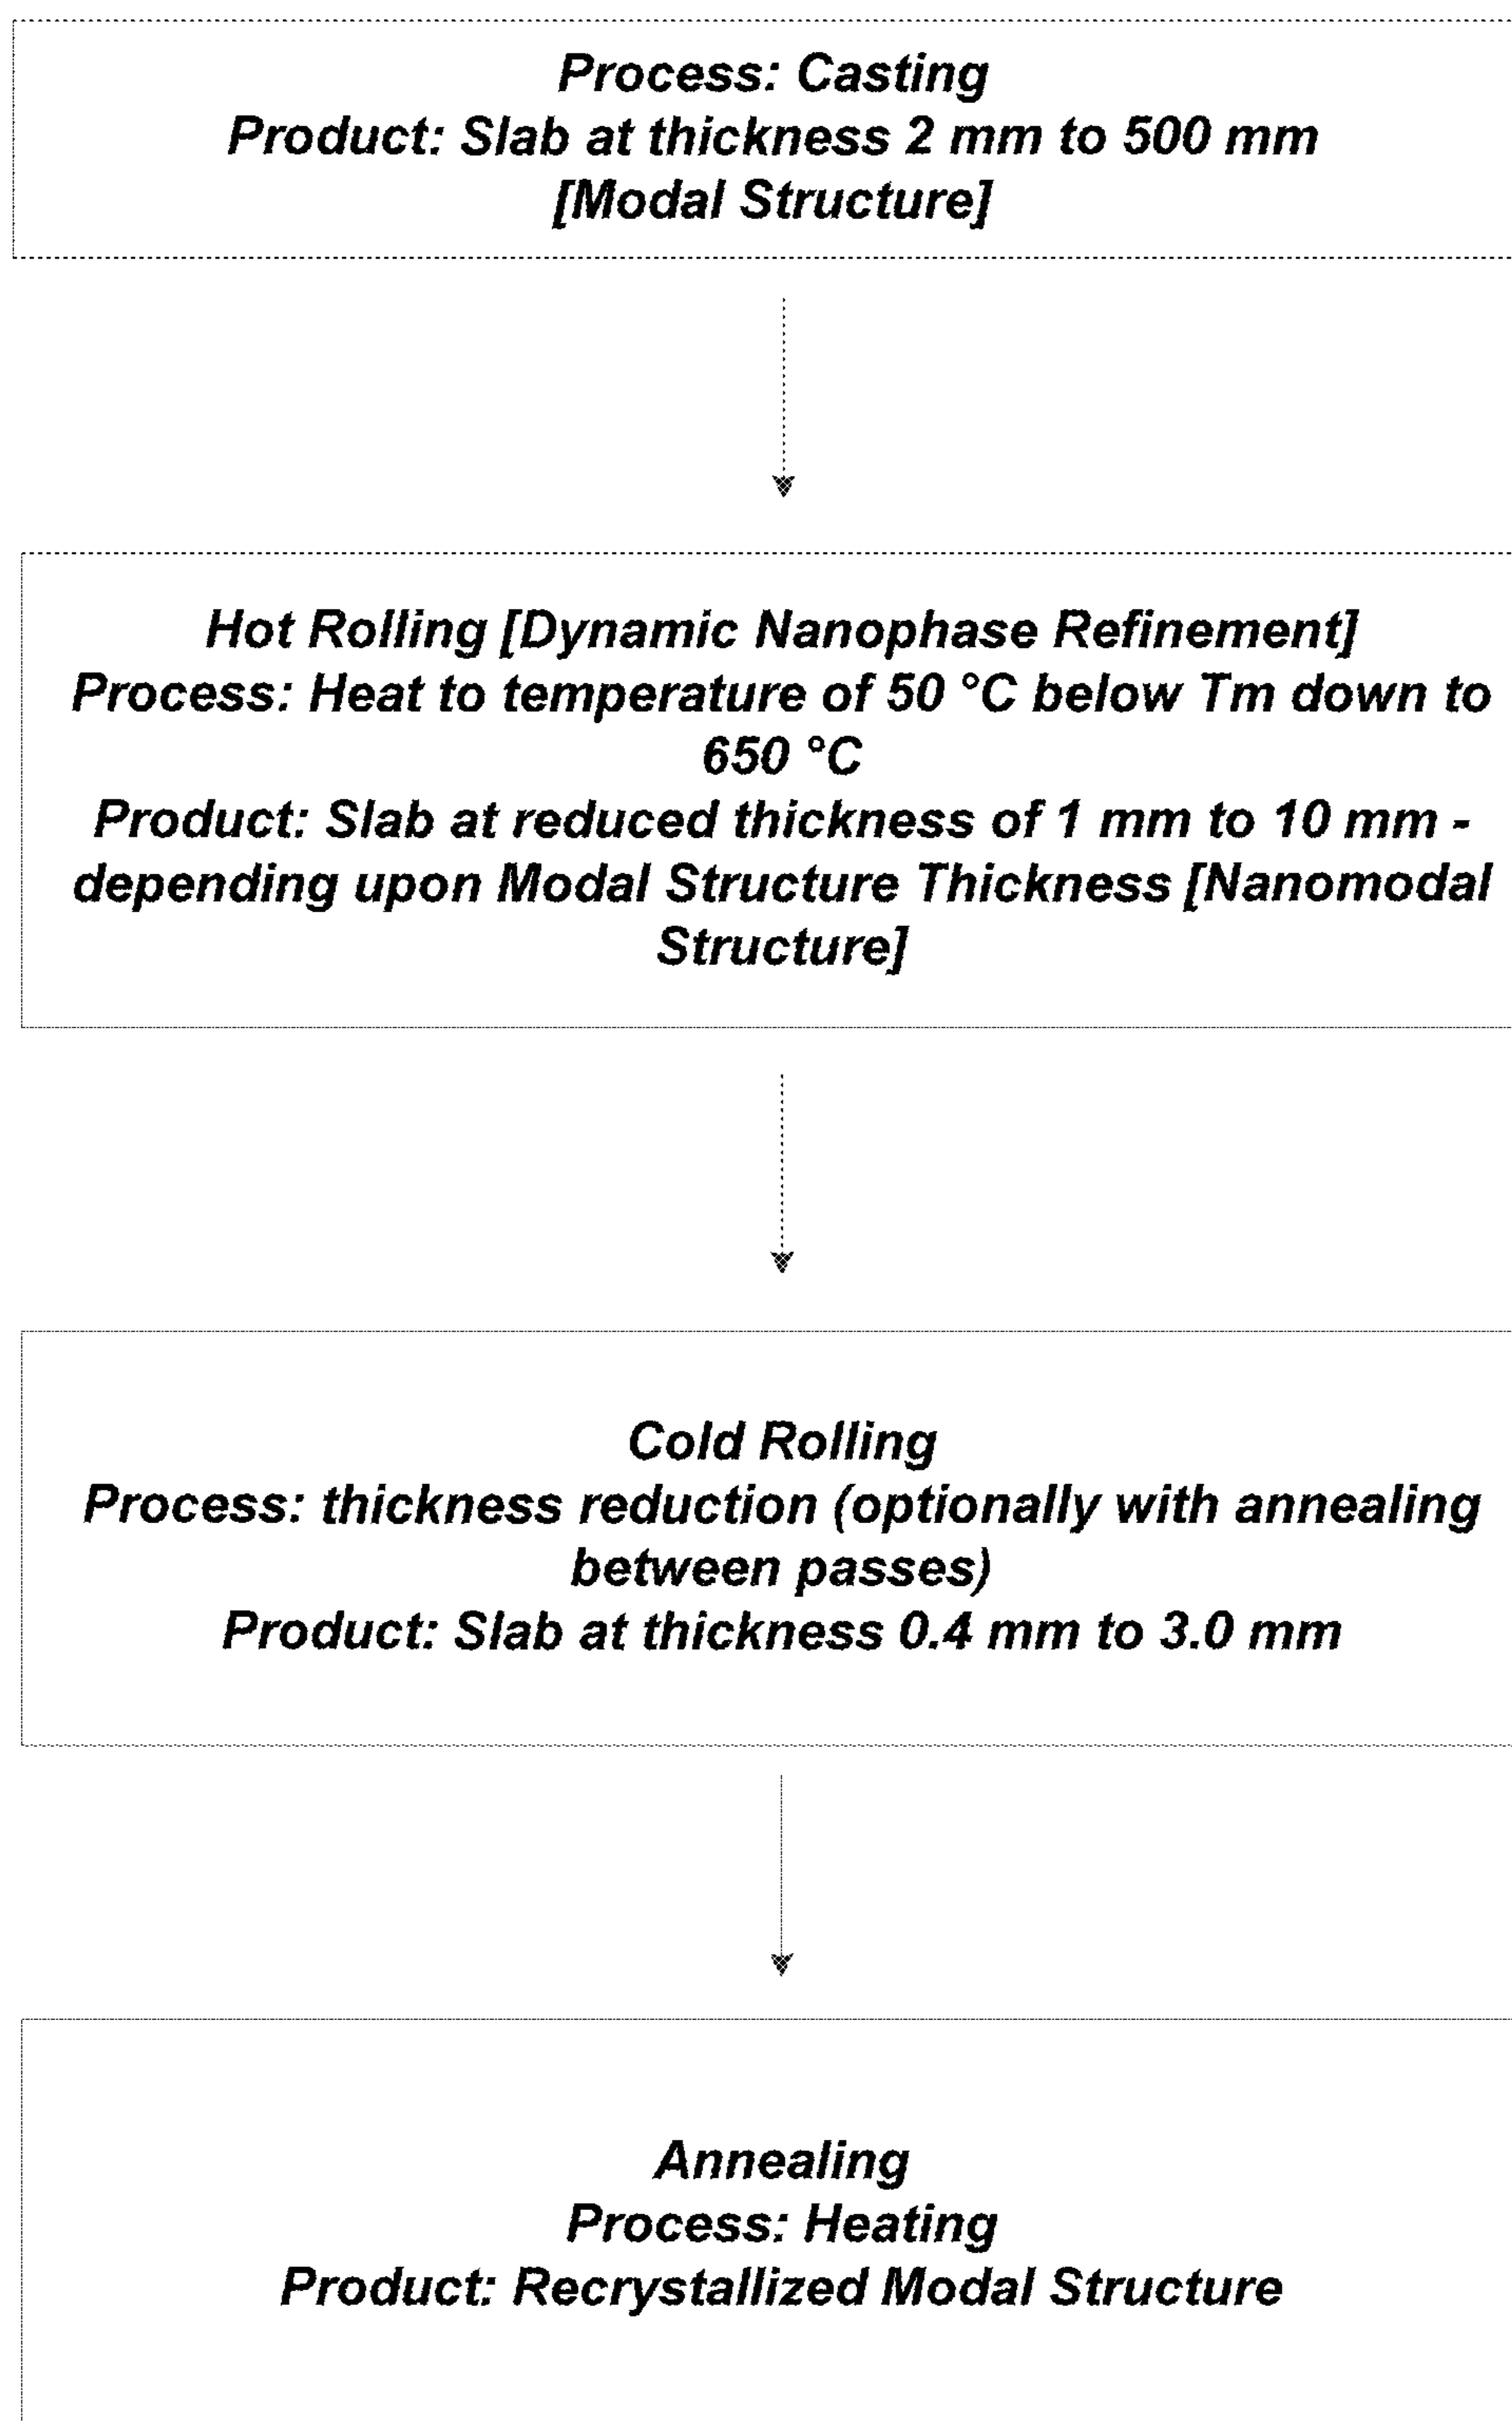 Process: Casting
Product: Slab at thickness 2 mm to 500 mm
[Modal Structure]
Hot Rolling [Dynamic Nanophase Refinement]
Process: Heat to temperature of 50 °C below Tm down to
650 °C
Product: Slab at reduced thickness of 1 mm to 10 mm -
depending upon Modal Structure Thickness [Nanomodal
Structure]
Cold Rolling
Process: thickness reduction (optionally with annealing
between passes)
Product: Slab at thickness 0.4 mm to 3.0 mm
Annealing
Process: Heating
Product: Recrystallized Modal Structure